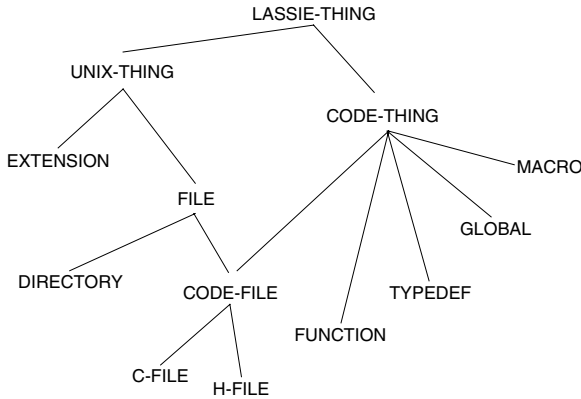 LASSIE-THING
UNIX-THING
CODE-THING
EXTENSION
MACRO
FILE
GLOBAL
DIRECTORY
CODE-FILE
TYPEDEF
FUNCTION
C-FILE
H-FILE